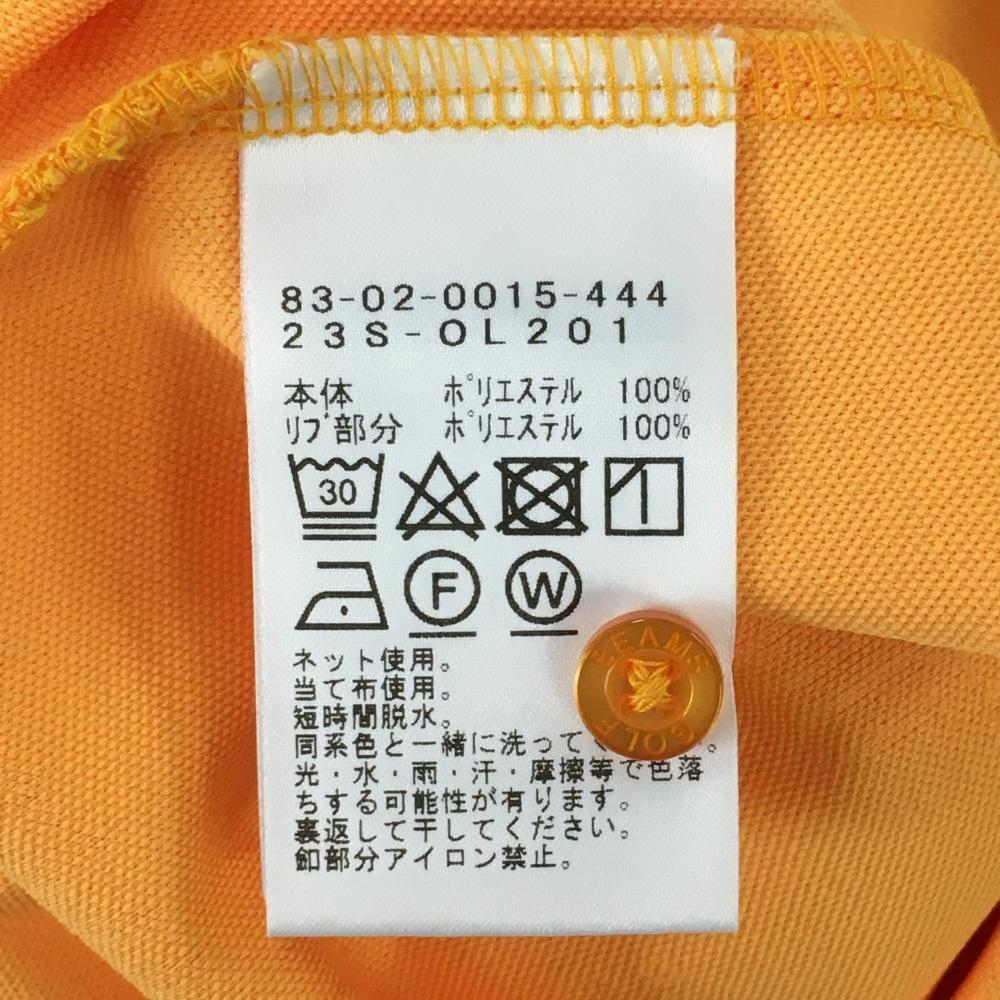 83-02-0015-444
23S-OL201
本体 ポリエステル 100%
リブ部分 ポリエステル 100%
30
F W
ネット使用。
当て布使用。
短時間脱水。
BEAMS GOLF
同系色と一緒に洗って
光・水・雨・汗・摩擦等で色落
ちする可能性が有ります。
裏返して干してください。
釦部分アイロン禁止。